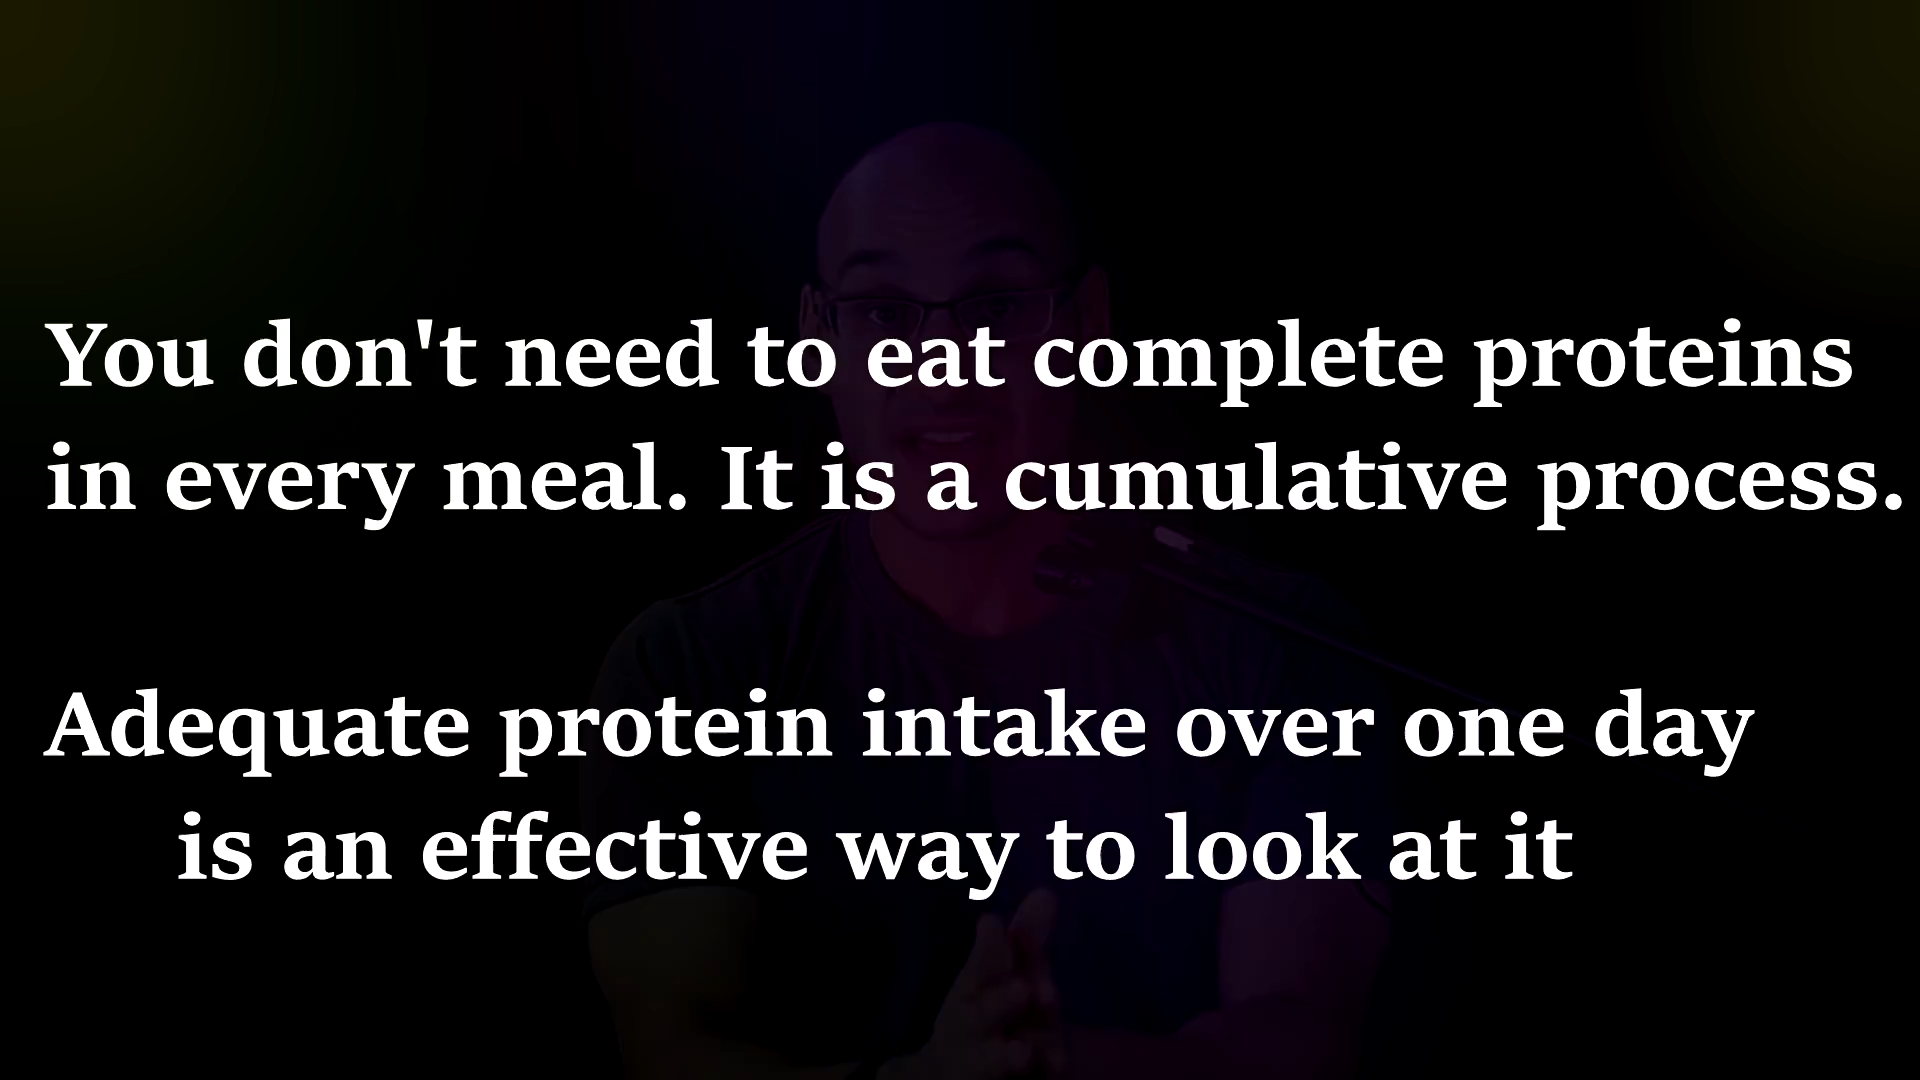 You don't need to eat complete proteins
in every meal. It is a cumulative process.
Adequate protein intake over one day
is an effective way to look at it